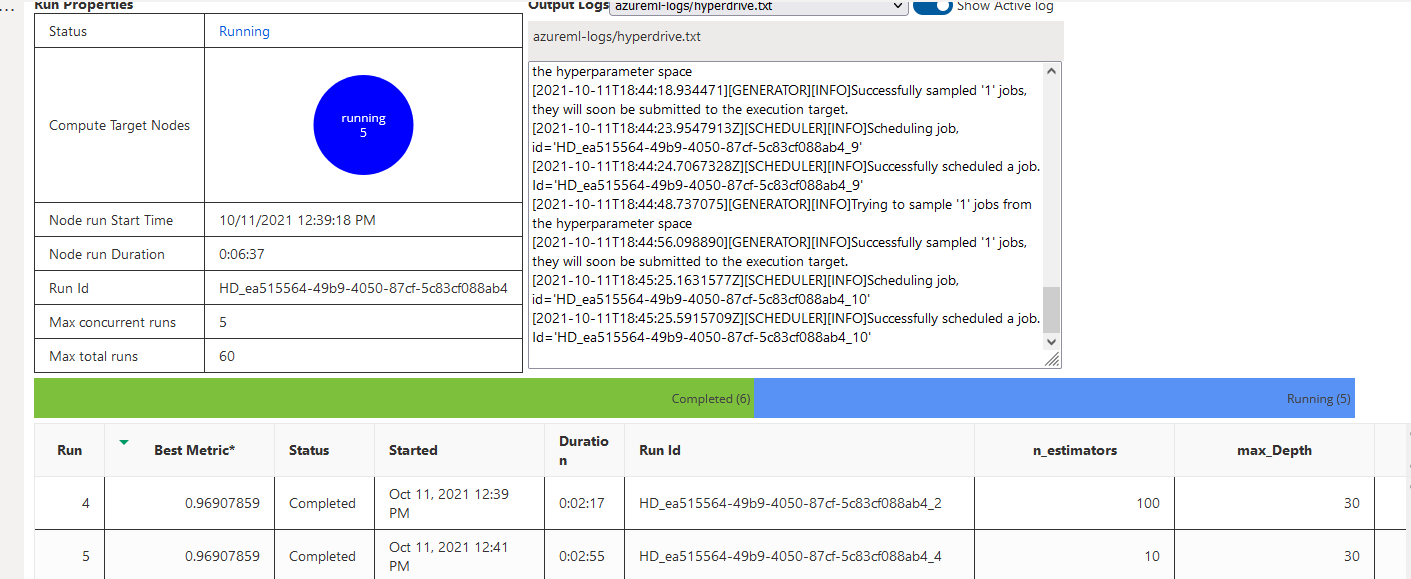 Run Properties
Status Running
Compute Target Nodes
running
5
Node run Start Time 10/11/2021 12:39:18 PM
Node run Duration 0:06:37
Run Id HD_ea515564-49b9-4050-87cf-5c83cf088ab4
Max concurrent runs 5
Max total runs 60
Output Logs azureml-logs/hyperdrive.txt Show Active log
azureml-logs/hyperdrive.txt
the hyperparameter space
[2021-10-11T18:44:18.934471][GENERATOR][INFO]Successfully sampled '1' jobs,
they will soon be submitted to the execution target.
[2021-10-11T18:44:23.9547913Z][SCHEDULER][INFO]Scheduling job,
id='HD_ea515564-49b9-4050-87cf-5c83cf088ab4_9'
[2021-10-11T18:44:24.7067328Z][SCHEDULER][INFO]Successfully scheduled a job.
Id='HD_ea515564-49b9-4050-87cf-5c83cf088ab4_9'
[2021-10-11T18:44:48.737075][GENERATOR][INFO]Trying to sample '1' jobs from
the hyperparameter space
[2021-10-11T18:44:56.098890][GENERATOR][INFO]Successfully sampled '1' jobs,
they will soon be submitted to the execution target.
[2021-10-11T18:45:25.1631577Z][SCHEDULER][INFO]Scheduling job,
id='HD_ea515564-49b9-4050-87cf-5c83cf088ab4_10'
[2021-10-11T18:45:25.5915709Z][SCHEDULER][INFO]Successfully scheduled a job.
Id='HD_ea515564-49b9-4050-87cf-5c83cf088ab4_10'
Completed (6) Running (5)
Run Best Metric* Status Started Duratio
n Run Id n_estimators max_Depth
4 0.96907859 Completed Oct 11, 2021 12:39
PM 0:02:17 HD_ea515564-49b9-4050-87cf-5c83cf088ab4_2 100 30
5 0.96907859 Completed Oct 11, 2021 12:41
PM 0:02:55 HD_ea515564-49b9-4050-87cf-5c83cf088ab4_4 10 30